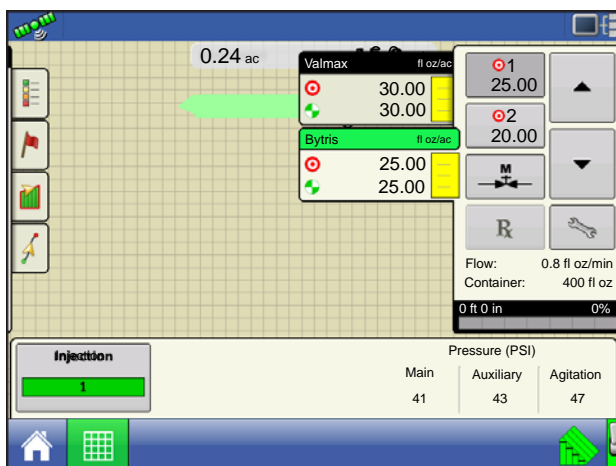 0.24 ac
Valmax fl oz/ac
30.00
30.00
Bytris fl oz/ac
25.00
25.00
1
25.00
2
20.00
M
Rx
Flow: 0.8 fl oz/min
Container: 400 fl oz
0 ft 0 in 0%
Injection
1
Pressure (PSI)
Main Auxiliary Agitation
41 43 47